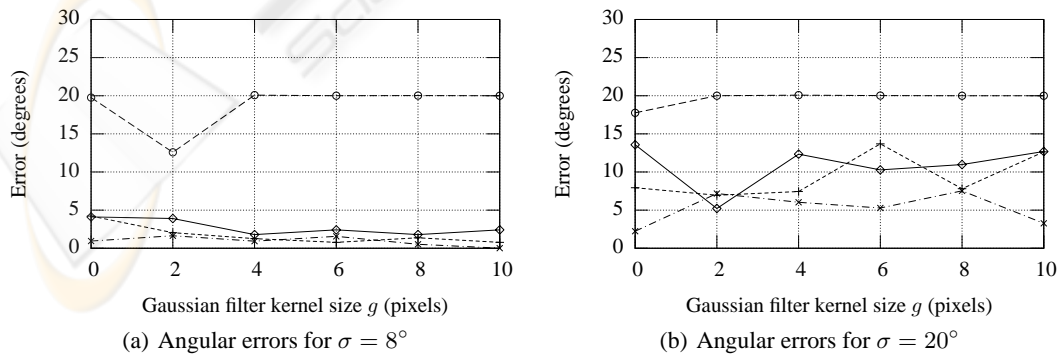 30
25
20
15
10
5
0
Error (degrees)
0 2 4 6 8 10
Gaussian filter kernel size g (pixels)
(a) Angular errors for σ = 8°
30
25
20
15
10
5
0
Error (degrees)
0 2 4 6 8 10
Gaussian filter kernel size g (pixels)
(b) Angular errors for σ = 20°